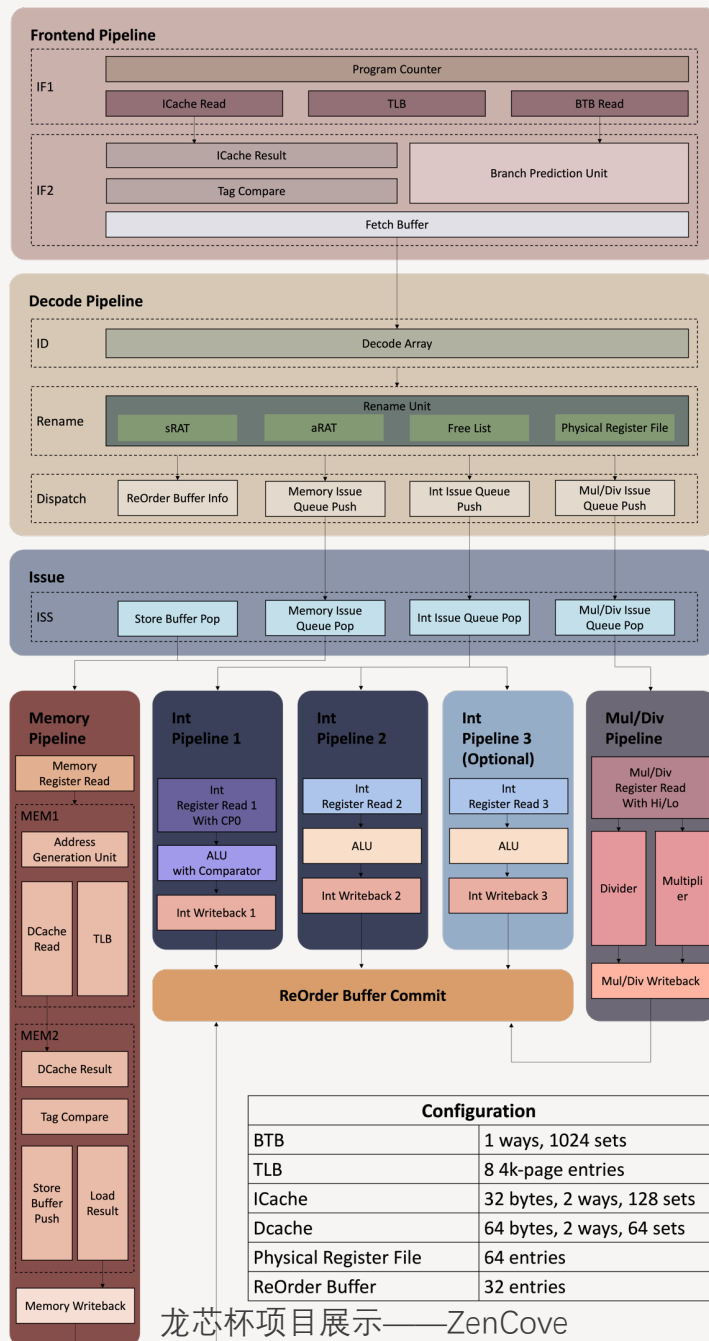 Frontend Pipeline
IF1
Program Counter
ICache Read
TLB
BTB Read
IF2
ICache Result
Tag Compare
Branch Prediction Unit
Fetch Buffer
Decode Pipeline
ID
Decode Array
Rename
Rename Unit
sRAT
aRAT
Free List
Physical Register File
Dispatch
ReOrder Buffer Info
Memory Issue
Queue Push
Int Issue Queue
Push
Mul/Div Issue
Queue Push
Issue
ISS
Store Buffer Pop
Memory Issue
Queue Pop
Int Issue Queue Pop
Mul/Div Issue
Queue Pop
Memory
Pipeline
Memory
Register Read
MEM1
Address
Generation Unit
DCache
Read
TLB
MEM2
DCache Result
Tag Compare
Store
Buffer
Push
Load
Result
Memory Writeback
Int
Pipeline 1
Int
Register Read 1
With CP0
ALU
with Comparator
Int Writeback 1
Int
Pipeline 2
Int
Register Read 2
ALU
Int Writeback 2
Int
Pipeline 3
(Optional)
Int
Register Read 3
ALU
Int Writeback 3
Mul/Div
Pipeline
Mul/Div
Register Read
With Hi/Lo
Divider
Multipli
er
Mul/Div Writeback
ReOrder Buffer Commit
Configuration
BTB 1 ways, 1024 sets
TLB 8 4k-page entries
ICache 32 bytes, 2 ways, 128 sets
Dcache 64 bytes, 2 ways, 64 sets
Physical Register File 64 entries
ReOrder Buffer 32 entries
龙芯杯项目展示——ZenCove